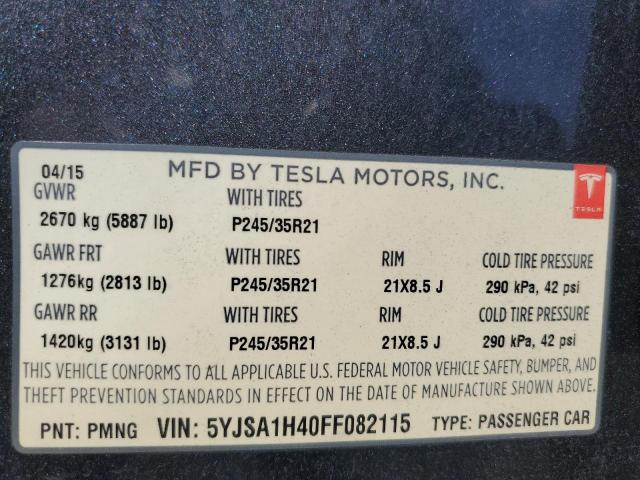 04/15 MFD BY TESLA MOTORS, INC.
GVWR WITH TIRES
2670 kg (5887 lb) P245/35R21
TESLA
GAWR FRT WITH TIRES RIM COLD TIRE PRESSURE
1276kg (2813 lb) P245/35R21 21X8.5 J 290 kPa, 42 psi
GAWR RR WITH TIRES RIM COLD TIRE PRESSURE
1420kg (3131 lb) P245/35R21 21X8.5 J 290 kPa, 42 psi
THIS VEHICLE CONFORMS TO ALL APPLICABLE U.S. FEDERAL MOTOR VEHICLE SAFETY, BUMPER, AND
THEFT PREVENTION STANDARDS IN EFFECT ON THE DATE OF MANUFACTURE SHOWN ABOVE.
PNT: PMNG VIN: 5YJSA1H40FF082115 TYPE: PASSENGER CAR